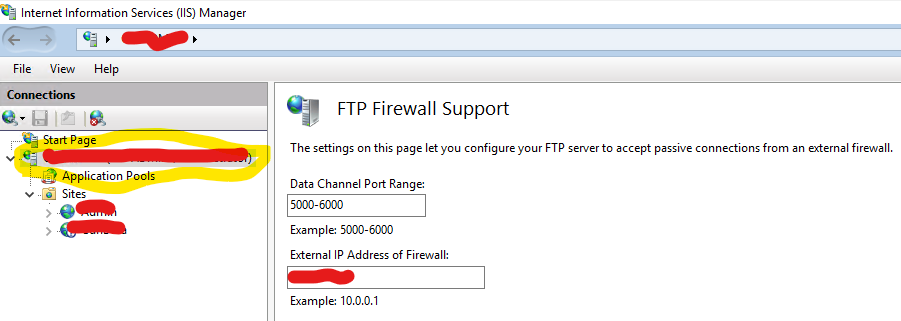 Internet Information Services (IIS) Manager
File View Help
Connections
Start Page
Application Pools
Sites
Admin
FTP Firewall Support
The settings on this page let you configure your FTP server to accept passive connections from an external firewall.
Data Channel Port Range:
5000-6000
Example: 5000-6000
External IP Address of Firewall:
Example: 10.0.0.1